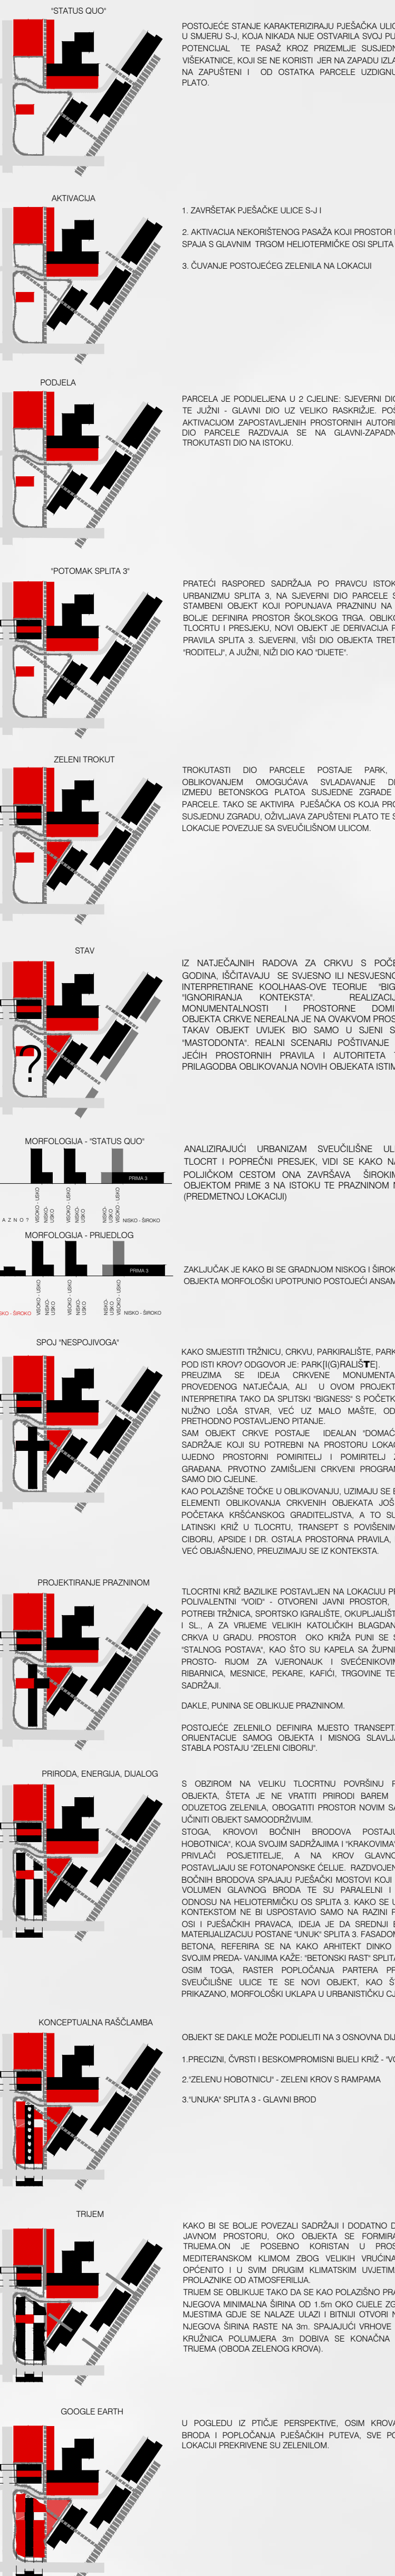 "STATUS QUO"
POSTOJEĆE STANJE KARAKTERIZIRAJU PJEŠAČKA ULIC
U SMJERU S-J, KOJA NIKADA NIJE OSTVARILA SVOJ PU
POTENCIJAL TE PASAŽ KROZ PRIZEMLJE SUSJEDN
VIŠEKATNICE, KOJI SE NE KORISTI JER NA ZAPADU IZLA
NA ZAPUŠTENI I OD OSTATKA PARCELE UZDIGNU
PLATO.
AKTIVACIJA
1. ZAVRŠETAK PJEŠAČKE ULICE S-J I
2. AKTIVACIJA NEKORIŠTENOG PASAŽA KOJI PROSTOR
SPAJA S GLAVNIM TRGOM HELIOTERMIČKE OSI SPLITA
3. ČUVANJE POSTOJEĆEG ZELENILA NA LOKACIJI
PODJELA
PARCELA JE PODIJELJENA U 2 CJELINE: SJEVERNI DIO
TE JUŽNI - GLAVNI DIO UZ VELIKO RASKRIŽJE. POŠ
AKTIVACIJOM ZAPOSTAVLJENIH PROSTORNIH AUTORI
DIO PARCELE RAZDVAJA SE NA GLAVNI-ZAPADN
TROKUTASTI DIO NA ISTOKU.
"POTOMAK SPLITA 3"
PRATEĆI RASPORED SADRŽAJA PO PRAVCU ISTOK
URBANIZMU SPLITA 3, NA SJEVERNI DIO PARCELE S
STAMBENI OBJEKT KOJI POPUNJAVA PRAZNINU NA
BOLJE DEFINIRA PROSTOR ŠKOLSKOG TRGA. OBLIKO
TLOCRTU I PRESJEKU, NOVI OBJEKT JE DERIVACIJA
PRAVILA SPLITA 3. SJEVERNI, VIŠI DIO OBJEKTA TRET
"RODITELJ", A JUŽNI, NIŽI DIO KAO "DIJETE".
ZELENI TROKUT
TROKUTASTI DIO PARCELE POSTAJE PARK,
OBLIKOVANJEM OMOGUĆAVA SVLADAVANJE
IZMEĐU BETONSKOG PLATOA SUSJEDNE ZGRADE
PARCELE. TAKO SE AKTIVIRA PJEŠAČKA OS KOJA PRO
SUSJEDNU ZGRADU, OŽIVLJAVA ZAPUŠTENI PLATO TE S
LOKACIJE POVEZUJE SA SVEUČILIŠNOM ULICOM.
STAV
IZ NATJEČAJNIH RADOVA ZA CRKVU S POČE
GODINA, IŠČITAVAJU SE SVJESNO ILI NESVJESNO
INTERPRETIRANE KOOLHAAS-OVE TEORIJE "BIG
"IGNORIRANJA KONTEKSTA". REALIZACIJ
MONUMENTALNOSTI I PROSTORNE DOMI
OBJEKTA CRKVE NEREALNA JE NA OVAKVOM PROS
TAKAV OBJEKT UVIJEK BIO SAMO U SJENI S
"MASTODONTA". REALNI SCENARIJ POŠTIVANJE
JEĆIH PROSTORNIH PRAVILA I AUTORITETA
PRILAGODBA OBLIKOVANJA NOVIH OBJEKATA ISTIM
?
MORFOLOGIJA - "STATUS QUO"
PRIMA 3
A Z N O ?
VISOKO - USKO
NISKO-USKO
VISOKO - USKO
NISKO-USKO
NISKO-USKO
VISOKO - USKO
NISKO-ŠIROKO
ANALIZIRAJUĆI URBANIZAM SVEUČILIŠNE ULI
TLOCRT I POPREČNI PRESJEK, VIDI SE KAKO NA
POLJIČKOM CESTOM ONA ZAVRŠAVA ŠIROKIM
OBJEKTOM PRIME 3 NA ISTOKU TE PRAZNINOM
(PREDMETNOJ LOKACIJI)
MORFOLOGIJA - PRIJEDLOG
PRIMA 3
SKO - ŠIROKO
VISOKO - USKO
NISKO-USKO
VISOKO - USKO
NISKO-USKO
NISKO-USKO
VISOKO - USKO
NISKO - ŠIROKO
ZAKLJUČAK JE KAKO BI SE GRADNJOM NISKOG I ŠIROK
OBJEKTA MORFOLOŠKI UPOTPUNIO POSTOJEĆI ANSAM
SPOJ "NESPOJIVOGA"
KAKO SMJESTITI TRŽNICU, CRKVU, PARKIRALIŠTE, PARK
POD ISTI KROV? ODGOVOR JE: PARK[I(G)RALIŠTE].
PREUZIMA SE IDEJA CRKVENE MONUMENTA
PROVEDENOG NATJEČAJA, ALI U OVOM PROJEKT
INTERPRETIRA TAKO DA SPLITSKI "BIGNESS" S POČETK
NUŽNO LOŠA STVAR, VEĆ UZ MALO MAŠTE, OD
PRETHODNO POSTAVLJENO PITANJE.
SAM OBJEKT CRKVE POSTAJE IDEALAN "DOMAĆ
SADRŽAJE KOJI SU POTREBNI NA PROSTORU LOKAC
UJEDNO PROSTORNI POMIRITELJ I POMIRITELJ
GRAĐANA. PRVOTNO ZAMIŠLJENI CRKVENI PROGRAM
SAMO DIO CJELINE.
KAO POLAZIŠNE TOČKE U OBLIKOVANJU, UZIMAJU SE
ELEMENTI OBLIKOVANJA CRKVENIH OBJEKATA JOŠ
POČETAKA KRŠĆANSKOG GRADITELJSTVA, A TO SU
LATINSKI KRIŽ U TLOCRTU, TRANSEPT S POVIŠENIM
CIBORIJ, APSIDE I DR. OSTALA PROSTORNA PRAVILA,
VEĆ OBJAŠNJENO, PREUZIMAJU SE IZ KONTEKSTA.
PROJEKTIRANJE PRAZNINOM
TLOCRTNI KRIŽ BAZILIKE POSTAVLJEN NA LOKACIJU
POLIVALENTNI "VOID" - OTVORENI JAVNI PROSTOR,
POTREBI TRŽNICA, SPORTSKO IGRALIŠTE, OKUPLJALIŠT
I SL., A ZA VRIJEME VELIKIH KATOLIČKIH BLAGDAN
CRKVA U GRADU. PROSTOR OKO KRIŽA PUNI SE
"STALNOG POSTAVA", KAO ŠTO SU KAPELA SA ŽUPNI
PROSTO- RIJOM ZA VJERONAUK I SVEĆENIKOVIM
RIBARNICA, MESNICE, PEKARE, KAFIĆI, TRGOVINE TE
SADRŽAJI.
DAKLE, PUNINA SE OBLIKUJE PRAZNINOM.
POSTOJEĆE ZELENILO DEFINIRA MJESTO TRANSEPT
ORIJENTACIJE SAMOG OBJEKTA I MISNOG SLAVLJ
STABLA POSTAJU "ZELENI CIBORIJ".
PRIRODA, ENERGIJA, DIJALOG
S OBZIROM NA VELIKU TLOCRTNU POVRŠINU
OBJEKTA, ŠTETA JE NE VRATITI PRIRODI BAREM
ODUZETOG ZELENILA, OBOGATITI PROSTOR NOVIM SA
UČINITI OBJEKT SAMOODRŽIVIJIM.
STOGA, KROVOVI BOČNIH BRODOVA POSTAJU
HOBOTNICA", KOJA SVOJIM SADRŽAJIMA I "KRAKOVIMA"
PRIVLAČI POSJETITELJE, A NA KROV GLAVNO
POSTAVLJAJU SE FOTONAPONSKE ĆELIJE. RAZDVOJEN
BOČNIH BRODOVA SPAJAJU PJEŠAČKI MOSTOVI KOJI
VOLUMEN GLAVNOG BRODA TE SU PARALELNI I
ODNOSU NA HELIOTERMIČKU OS SPLITA 3. KAKO SE
KONTEKSTOM NE BI USPOSTAVIO SAMO NA RAZINI
OSI I PJEŠAČKIH PRAVACA, IDEJA JE DA SREDNJI
MATERIJALIZACIJU POSTANE "UNUK" SPLITA 3. FASADOM
BETONA, REFERIRA SE NA KAKO ARHITEKT DINKO
SVOJIM PREDA- VANJIMA KAŽE: "BETONSKI RAST" SPLITA
OSIM TOGA, RASTER POPLOČANJA PARTERA
SVEUČILIŠNE ULICE TE SE NOVI OBJEKT, KAO ŠT
PRIKAZANO, MORFOLOŠKI UKLAPA U URBANISTIČKU CJ
KONCEPTUALNA RAŠČLAMBA
OBJEKT SE DAKLE MOŽE PODIJELITI NA 3 OSNOVNA DIJ
1.PRECIZNI, ČVRSTI I BESKOMPROMISNI BIJELI KRIŽ - "VO
2."ZELENU HOBOTNICU" - ZELENI KROV S RAMPAMA
3."UNUKA" SPLITA 3 - GLAVNI BROD
TRIJEM
KAKO BI SE BOLJE POVEZALI SADRŽAJI I DODATNO
JAVNOM PROSTORU, OKO OBJEKTA SE FORMIRA
TRIJEMA.ON JE POSEBNO KORISTAN U PROS
MEDITERANSKOM KLIMOM ZBOG VELIKIH VRUĆINA
OPĆENITO I U SVIM DRUGIM KLIMATSKIM UVJETIMA
PROLAZNIKE OD ATMOSFERILIJA.
TRIJEM SE OBLIKUJE TAKO DA SE KAO POLAZIŠNO PRA
NJEGOVA MINIMALNA ŠIRINA OD 1.5m OKO CIJELE ZG
MJESTIMA GDJE SE NALAZE ULAZI I BITNIJI OTVORI
NJEGOVA ŠIRINA RASTE NA 3m. SPAJAJUĆI VRHOVE
KRUŽNICA POLUMJERA 3m DOBIVA SE KONAČNA
TRIJEMA (OBODA ZELENOG KROVA).
GOOGLE EARTH
U POGLEDU IZ PTIČJE PERSPEKTIVE, OSIM KROVA
BRODA I POPLOČANJA PJEŠAČKIH PUTEVA, SVE PO
LOKACIJI PREKRIVENE SU ZELENILOM.